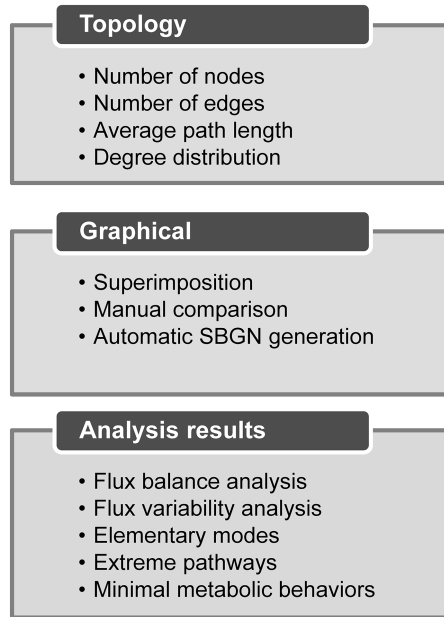 Topology
• Number of nodes
• Number of edges
• Average path length
• Degree distribution
Graphical
• Superimposition
• Manual comparison
• Automatic SBGN generation
Analysis results
• Flux balance analysis
• Flux variability analysis
• Elementary modes
• Extreme pathways
• Minimal metabolic behaviors